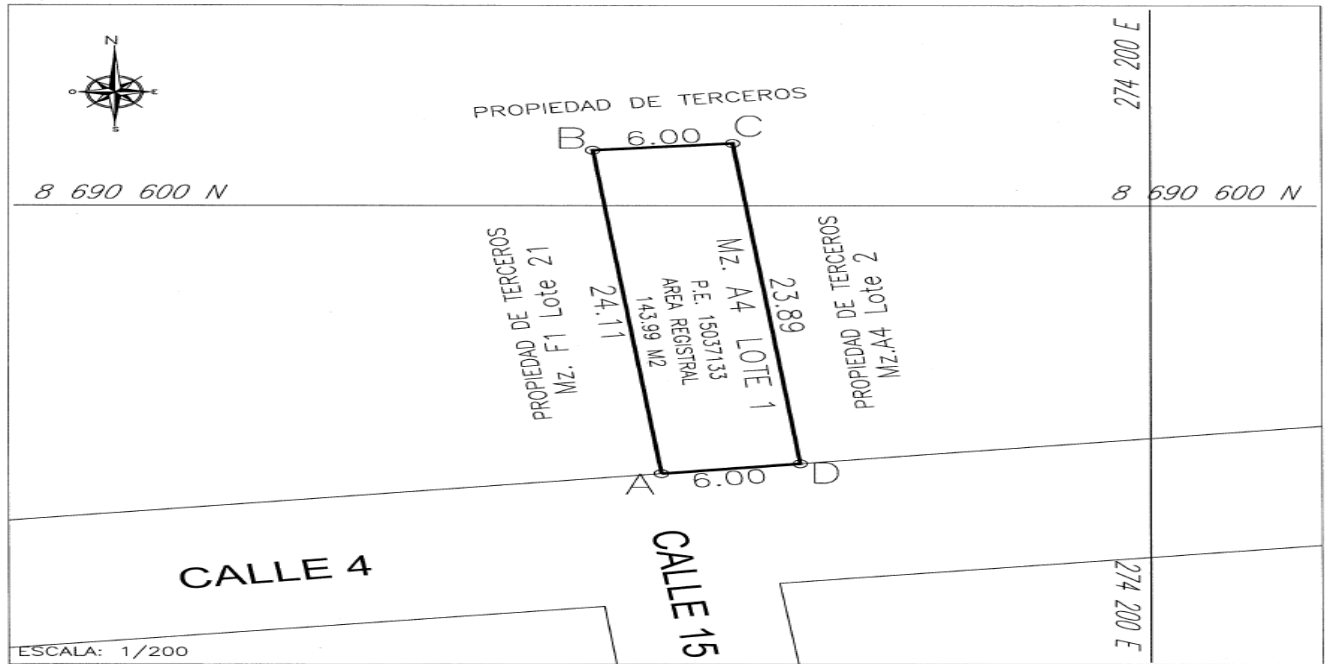 N
O
E
S
274 200 E
PROPIEDAD DE TERCEROS
B
6.00
C
8 690 600 N
8 690 600 N
PROPIEDAD DE TERCEROS
Mz. F1 Lote 21
24.11
Mz. A4 LOTE 1
P.E. 15037133
AREA REGISTRAL
143.99 M2
23.89
PROPIEDAD DE TERCEROS
Mz.A4 Lote 2
A
6.00
D
CALLE 4
CALLE 15
274 200 E
ESCALA: 1/200